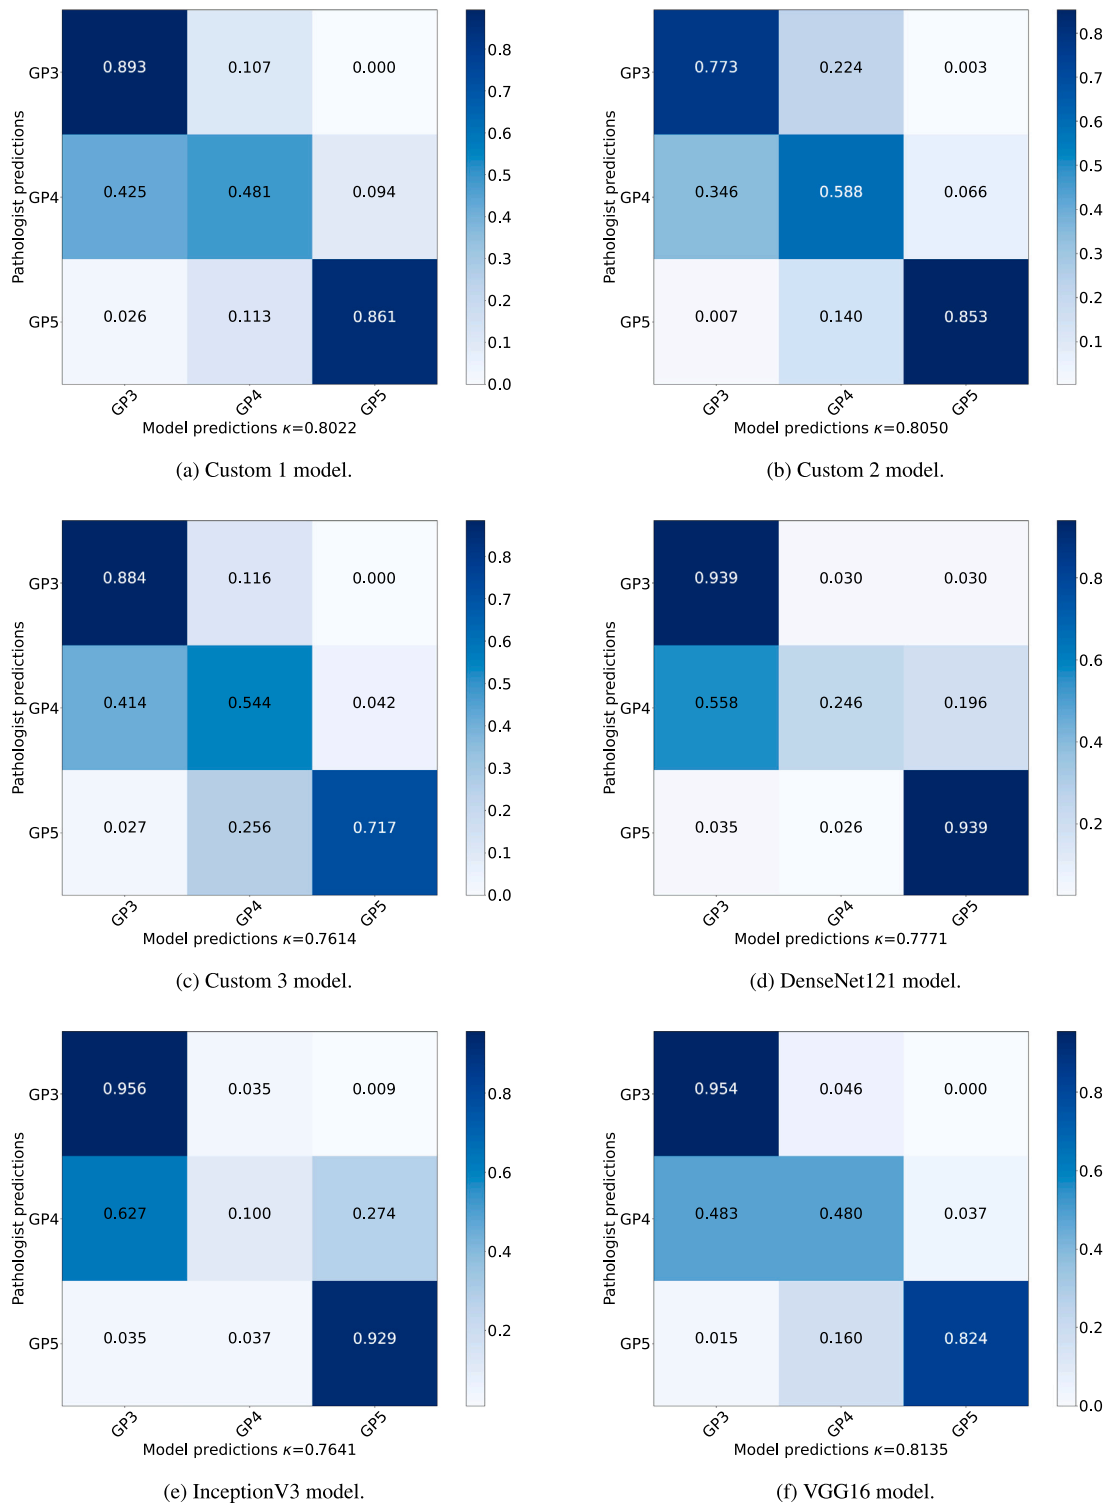 GP3 0.893 0.107 0.000
GP4 0.425 0.481 0.094
GP5 0.026 0.113 0.861
GP3 GP4 GP5
Pathologist predictions
Model predictions κ=0.8022
0.8
0.7
0.6
0.5
0.4
0.3
0.2
0.1
0.0
(a) Custom 1 model.
GP3 0.773 0.224 0.003
GP4 0.346 0.588 0.066
GP5 0.007 0.140 0.853
GP3 GP4 GP5
Pathologist predictions
Model predictions κ=0.8050
0.8
0.7
0.6
0.5
0.4
0.3
0.2
0.1
(b) Custom 2 model.
GP3 0.884 0.116 0.000
GP4 0.414 0.544 0.042
GP5 0.027 0.256 0.717
GP3 GP4 GP5
Pathologist predictions
Model predictions κ=0.7614
0.8
0.7
0.6
0.5
0.4
0.3
0.2
0.1
0.0
(c) Custom 3 model.
GP3 0.939 0.030 0.030
GP4 0.558 0.246 0.196
GP5 0.035 0.026 0.939
GP3 GP4 GP5
Pathologist predictions
Model predictions κ=0.7771
0.8
0.6
0.4
0.2
(d) DenseNet121 model.
GP3 0.956 0.035 0.009
GP4 0.627 0.100 0.274
GP5 0.035 0.037 0.929
GP3 GP4 GP5
Pathologist predictions
Model predictions κ=0.7641
0.8
0.6
0.4
0.2
(e) InceptionV3 model.
GP3 0.954 0.046 0.000
GP4 0.483 0.480 0.037
GP5 0.015 0.160 0.824
GP3 GP4 GP5
Pathologist predictions
Model predictions κ=0.8135
0.8
0.6
0.4
0.2
0.0
(f) VGG16 model.